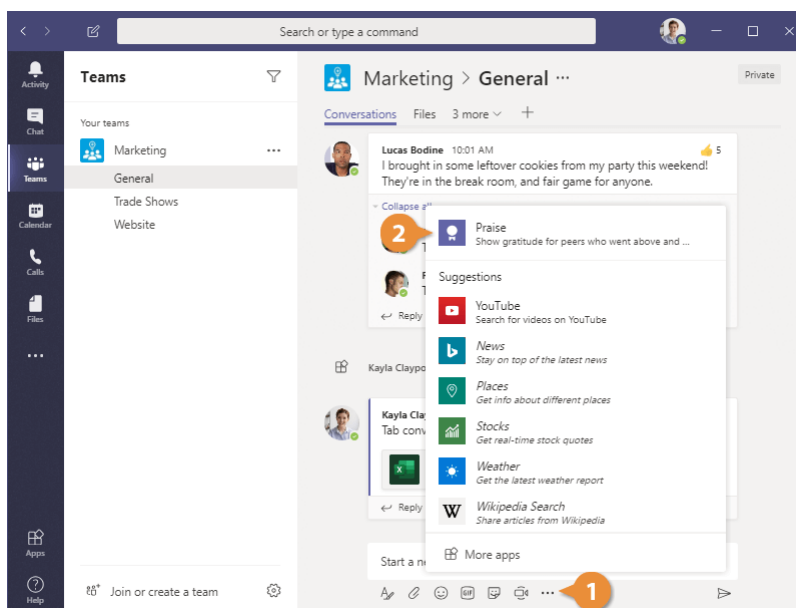 Search or type a command
Activity
Chat
Teams
Calendar
Calls
Files
Apps
Help
Teams
Your teams
Marketing
General
Trade Shows
Website
Join or create a team
Marketing > General
Private
Conversations Files 3 more
Lucas Bodine 10:01 AM
5
I brought in some leftover cookies from my party this weekend!
They're in the break room, and fair game for anyone.
Collapse
Reply
Kayla
Kayla
Tab
Reply
Start a
GIF
2
Praise
Show gratitude for peers who went above and ...
Suggestions
YouTube
Search for videos on YouTube
News
Stay on top of the latest news
Places
Get info about different places
Stocks
Get real-time stock quotes
Weather
Get the latest weather report
W
Wikipedia Search
Share articles from Wikipedia
More apps
1